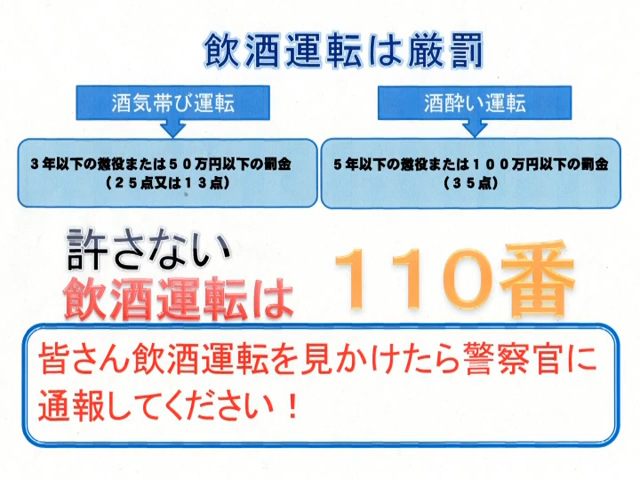 飲酒運転は厳罰
酒気帯び運転
3年以下の懲役または50万円以下の罰金
(25点又は13点)
酒酔い運転
5年以下の懲役または100万円以下の罰金
(35点)
許さない
飲酒運転は
110番
皆さん飲酒運転を見かけたら警察官に
通報してください!